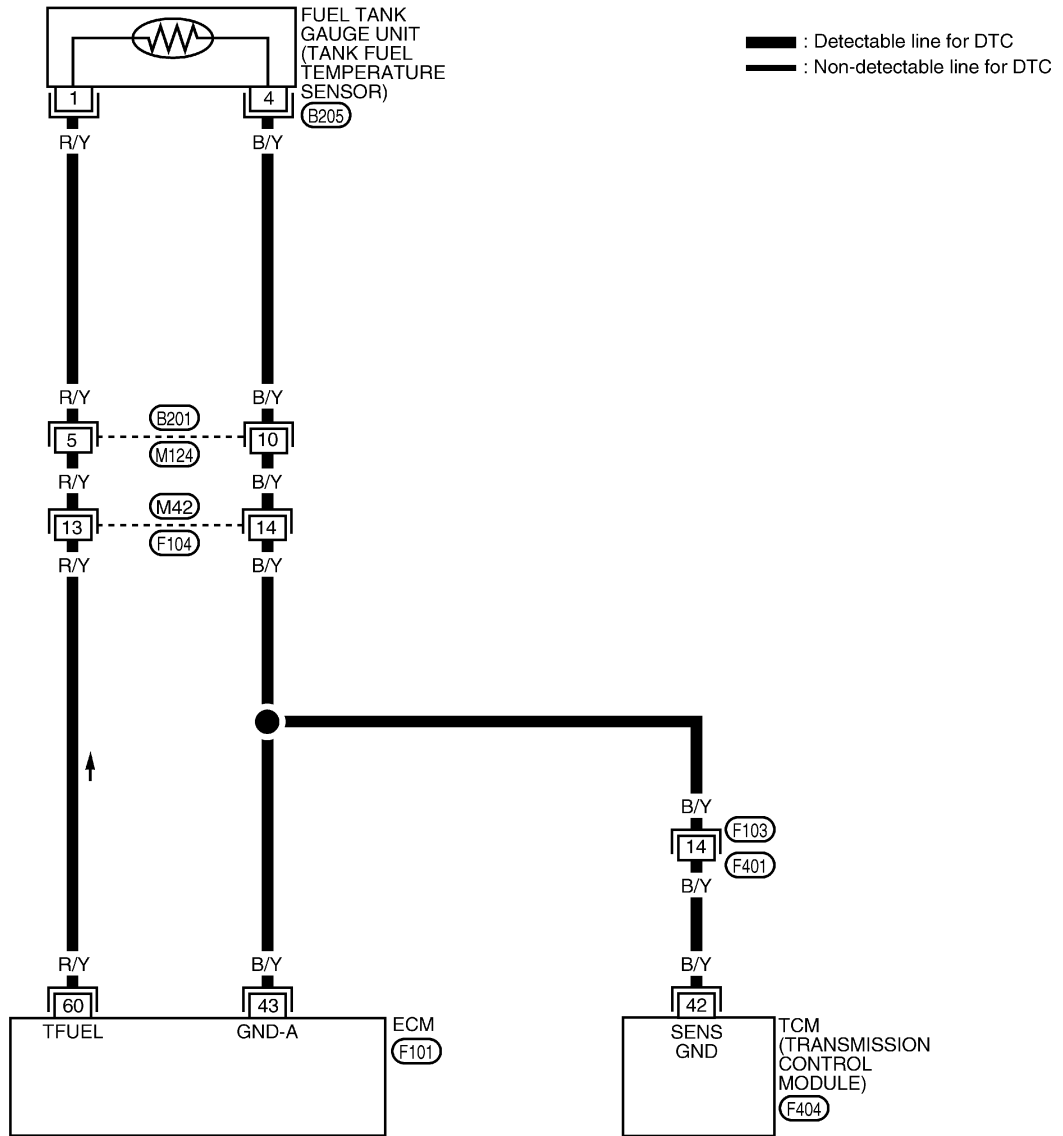 FUEL TANK
GAUGE UNIT
(TANK FUEL
TEMPERATURE
SENSOR)
B205
: Detectable line for DTC
: Non-detectable line for DTC
1
4
R/Y
B/Y
R/Y
B/Y
B201
5
10
M124
R/Y
B/Y
M42
13
14
F104
R/Y
B/Y
B/Y
F103
14
F401
B/Y
R/Y
B/Y
B/Y
60
43
42
TFUEL
GND-A
ECM
F101
SENS
GND
TCM
(TRANSMISSION
CONTROL
MODULE)
F404